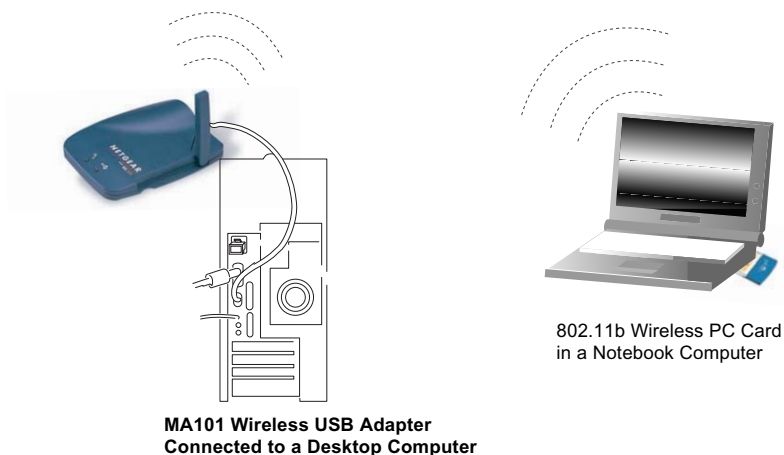 NETGEAR
802.11b Wireless PC Card
in a Notebook Computer
MA101 Wireless USB Adapter
Connected to a Desktop Computer